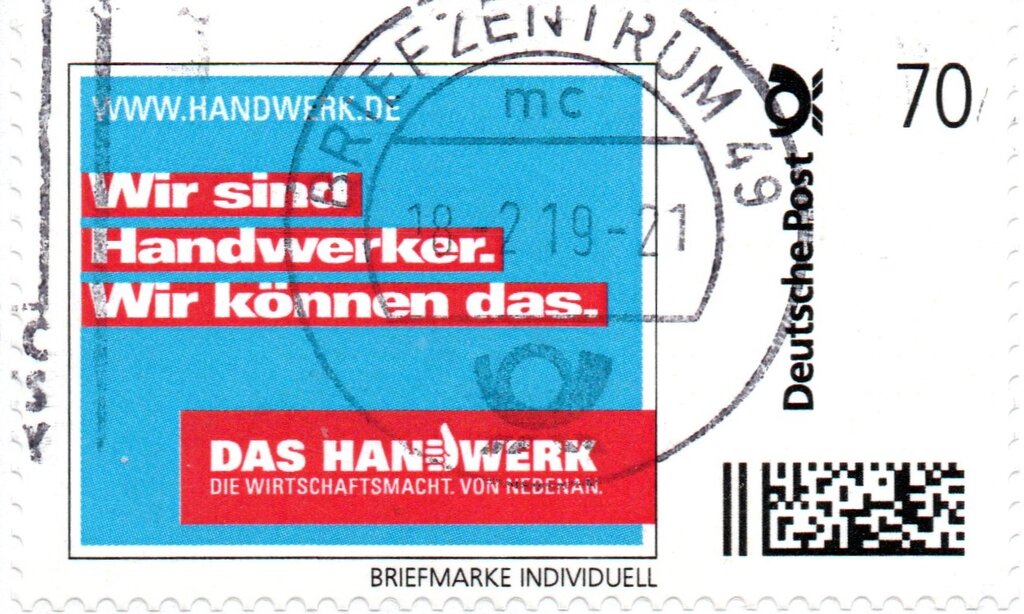 WWW.HANDWERK.DE
Wir sind
Handwerker.
Wir können das.
DAS HANDWERK
DIE WIRTSCHAFTSMACHT. VON NEBENAN.
BRIEFMARKE INDIVIDUELL
70
Deutsche Post
BRIEFZENTRUM 49
mc
18.-2.19-21